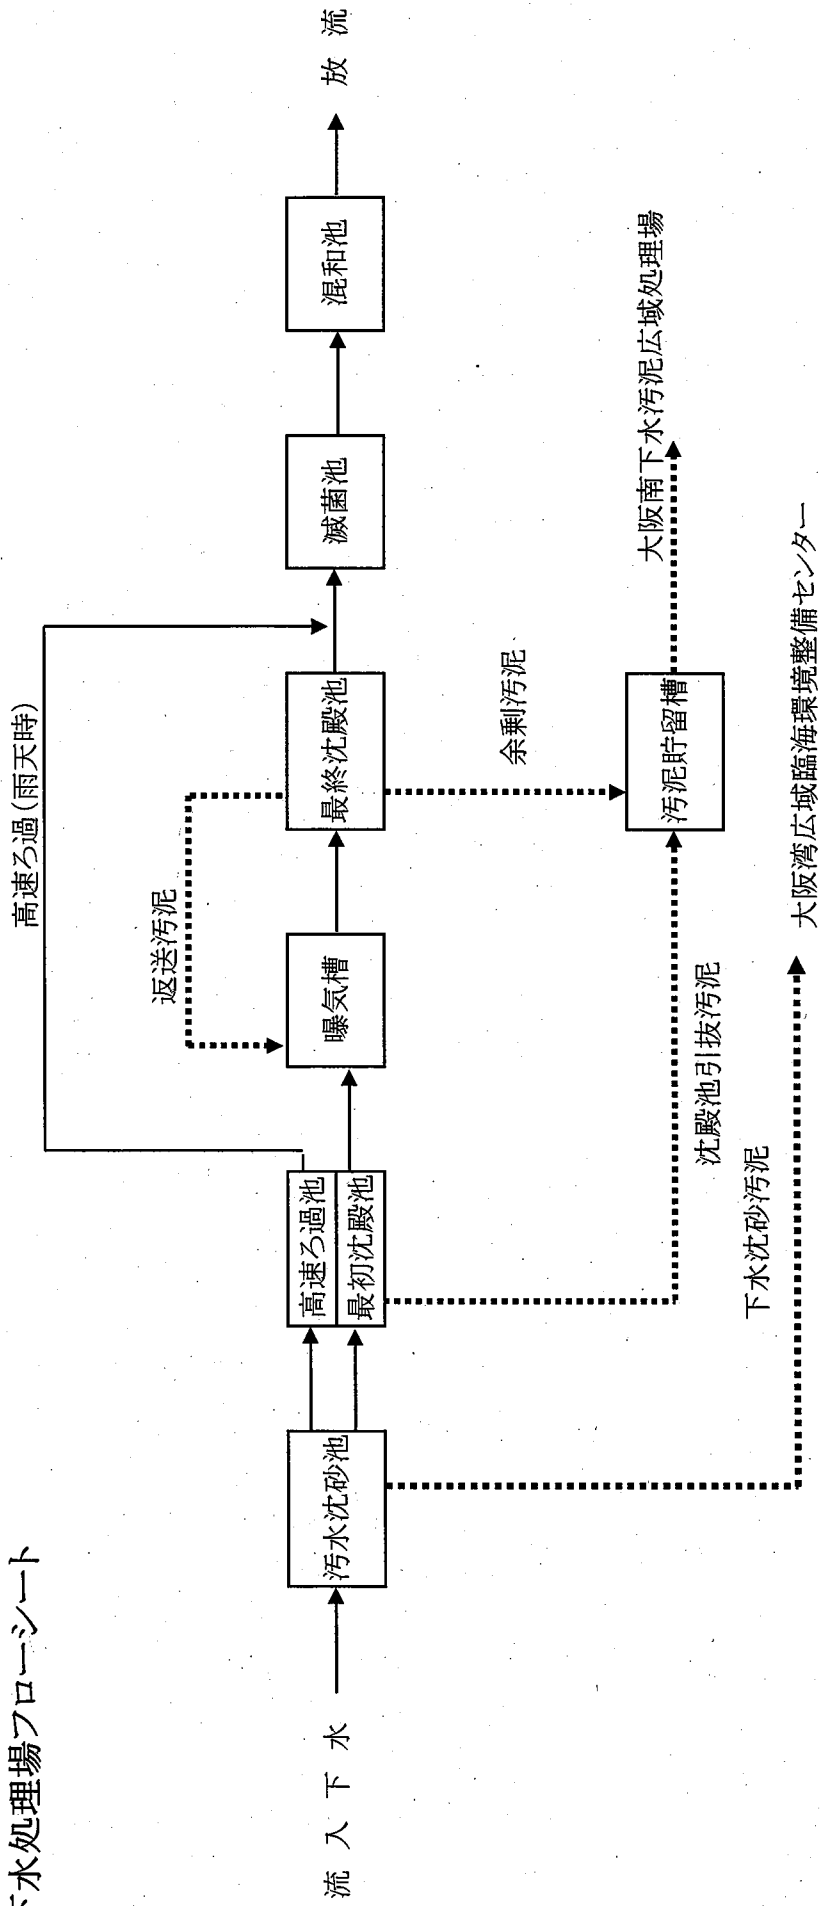 下水処理場フローシート
高速ろ過(雨天時)
返送汚泥
流入下水
汚水沈砂池
高速ろ過池
最初沈殿池
曝気槽
最終沈殿池
滅菌池
混和池
放流
余剰汚泥
汚泥貯留槽
大阪南下水汚泥広域処理場
沈殿池引抜汚泥
下水沈砂汚泥
大阪湾広域臨海環境整備センター